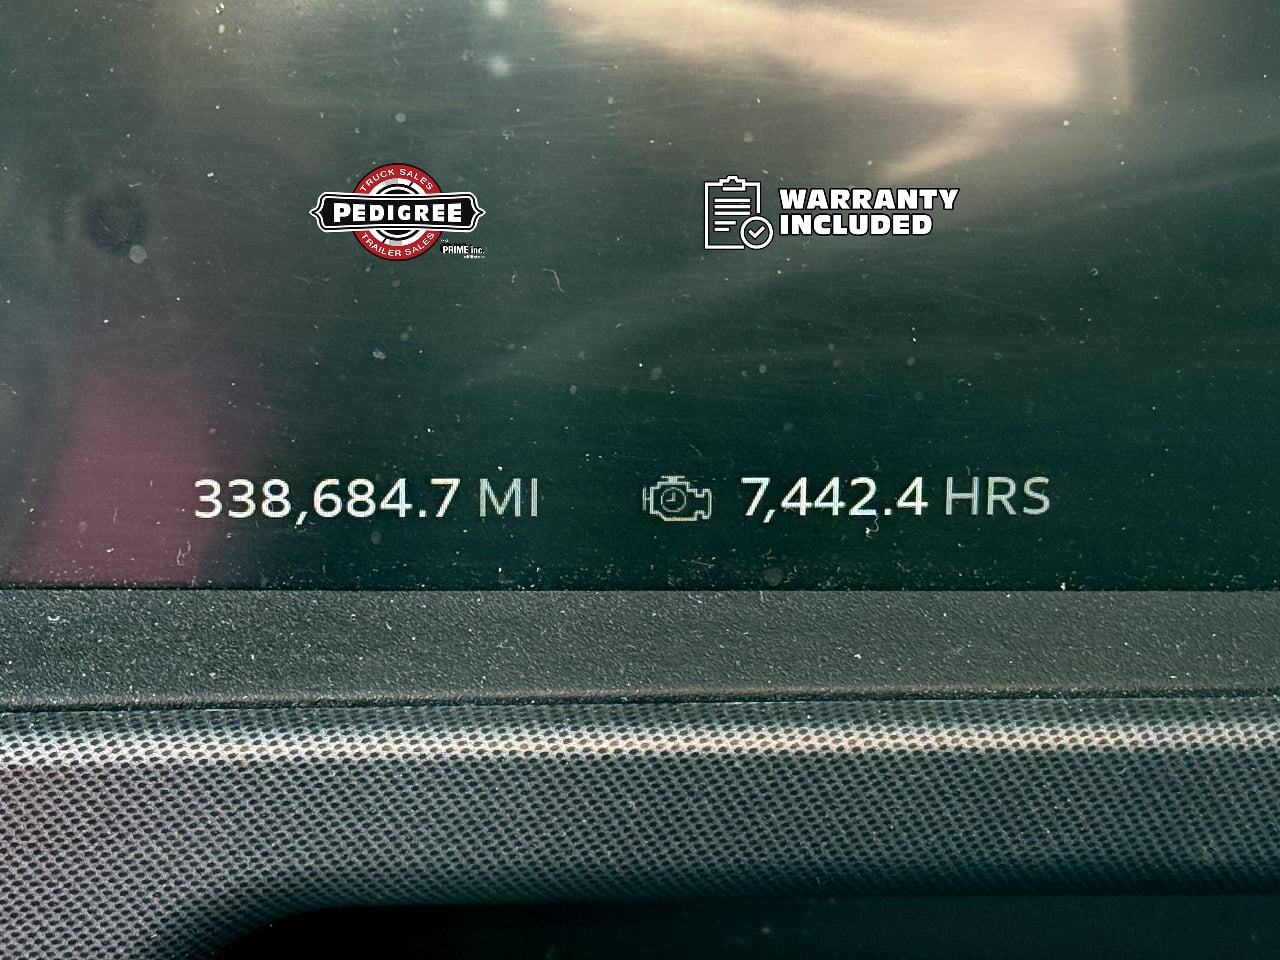 TRUCK SALES
PEDIGREE
TRAILER SALES
PRIME inc.
WARRANTY
INCLUDED
338,684.7 MI
7,442.4 HRS